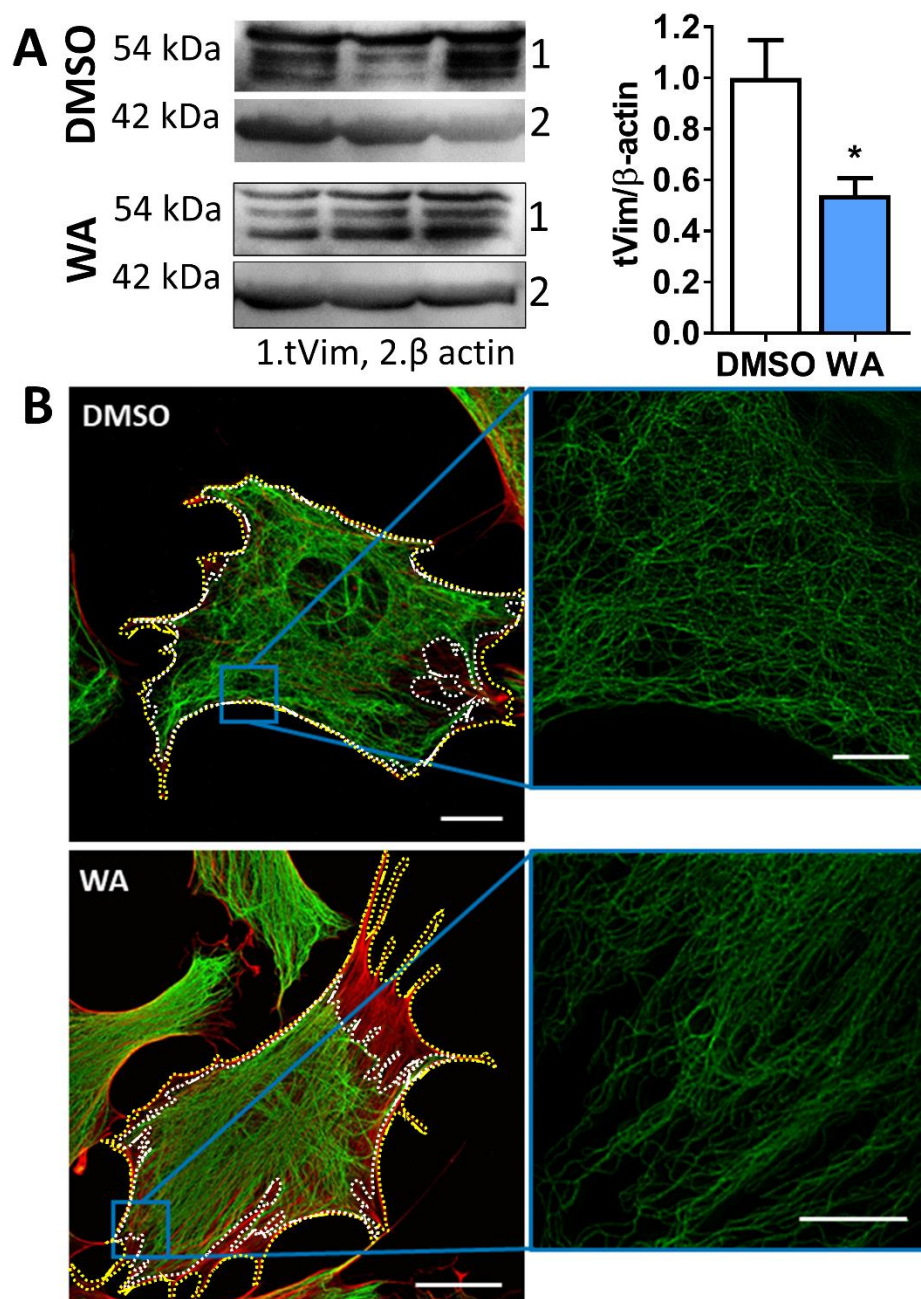 A
DMSO
54 kDa
1
42 kDa
2
WA
54 kDa
1
42 kDa
2
1.tVim, 2.β actin
tVim/β-actin
1.2
1.0
0.8
0.6
0.4
0.2
0.0
*
DMSO WA
B
DMSO
WA